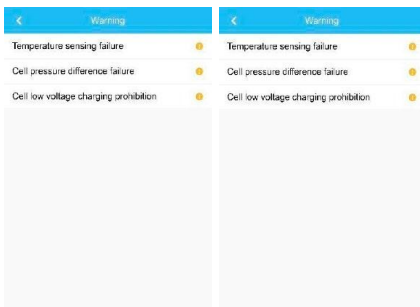 Warning
Temperature sensing failure
Cell pressure difference failure
Cell low voltage charging prohibition
Warning
Temperature sensing failure
Cell pressure difference failure
Cell low voltage charging prohibition